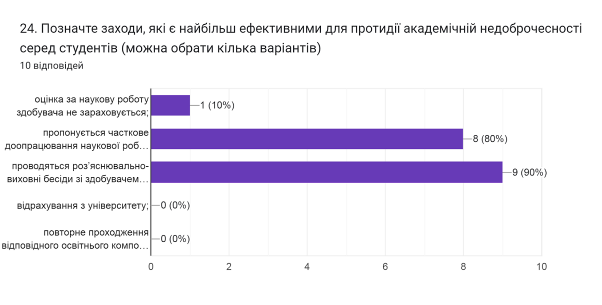 24. Позначте заходи, які є найбільш ефективними для протидії академічній недоброчесності
серед студентів (можна обрати кілька варіантів)
10 відповідей
оцінка за наукову роботу
здобувача не зараховується;
1 (10%)
пропонується часткове
доопрацювання наукової роб…
8 (80%)
проводяться роз’яснювально-
виховні бесіди зі здобувачем…
9 (90%)
відрахування з університету;
0 (0%)
повторне проходження
відповідного освітнього компо…
0 (0%)
0 2 4 6 8 10